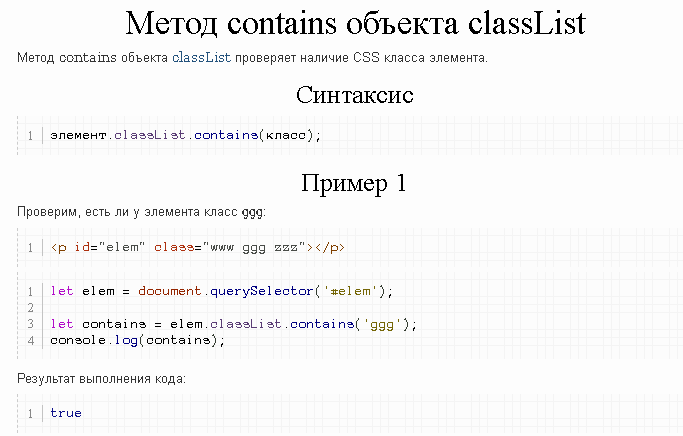 Метод contains объекта classList
Метод contains объекта classList проверяет наличие CSS класса элемента.
Синтаксис
1 элемент.classList.contains(класс);
Пример 1
Проверим, есть ли у элемента класс ggg:
1 <p id="elem" class="www ggg zzz"></p>
1 let elem = document.querySelector('#elem');
2
3 let contains = elem.classList.contains('ggg');
4 console.log(contains);
Результат выполнения кода:
1 true